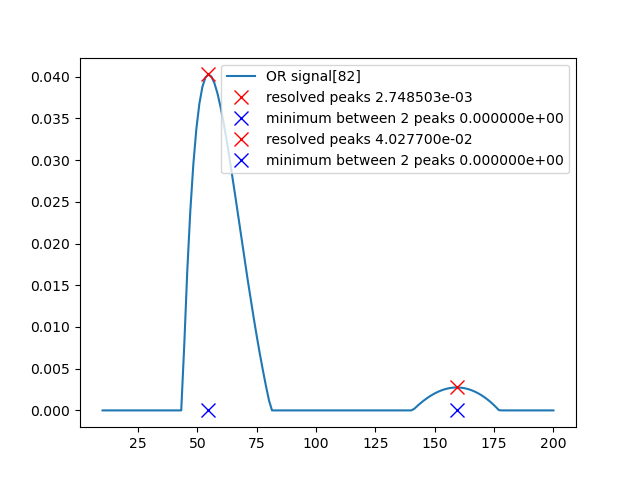 OR signal[82]
resolved peaks 2.748503e-03
minimum between 2 peaks 0.000000e+00
resolved peaks 4.027700e-02
minimum between 2 peaks 0.000000e+00
0.040
0.035
0.030
0.025
0.020
0.015
0.010
0.005
0.000
25 50 75 100 125 150 175 200